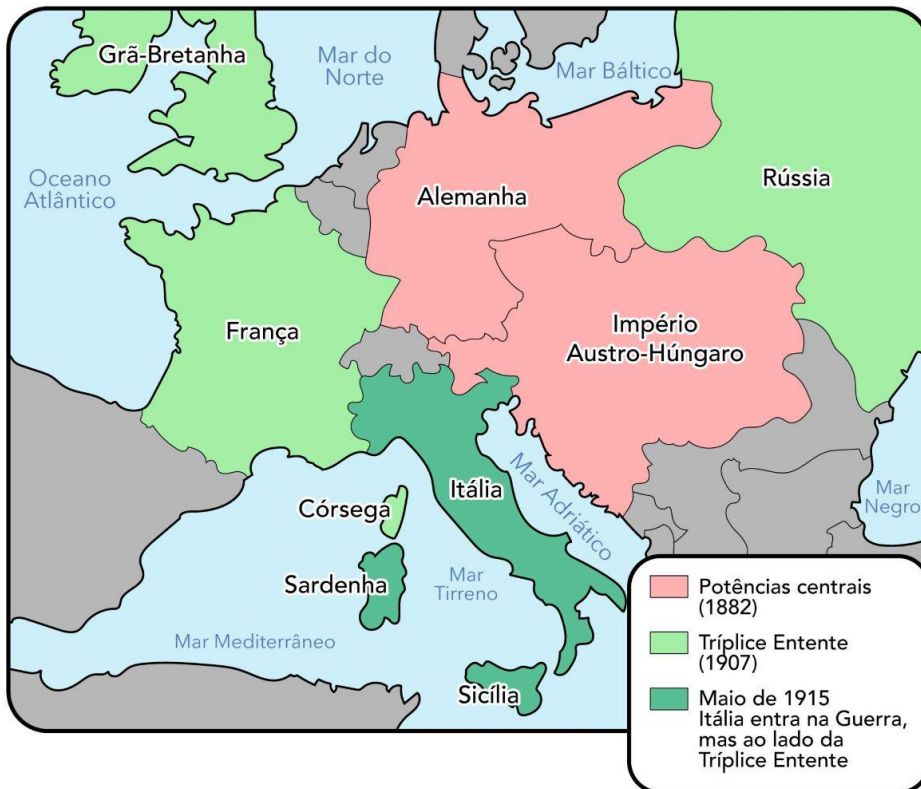 Grã-Bretanha
Mar do
Norte
Mar Báltico
Oceano
Atlântico
Alemanha
Rússia
França
Império
Austro-Húngaro
Itália
Mar Adriático
Mar
Negro
Córsega
Sardenha
Mar
Tirreno
Mar Mediterrâneo
Sicília
Potências centrais
(1882)
Tríplice Entente
(1907)
Maio de 1915
Itália entra na Guerra,
mas ao lado da
Tríplice Entente